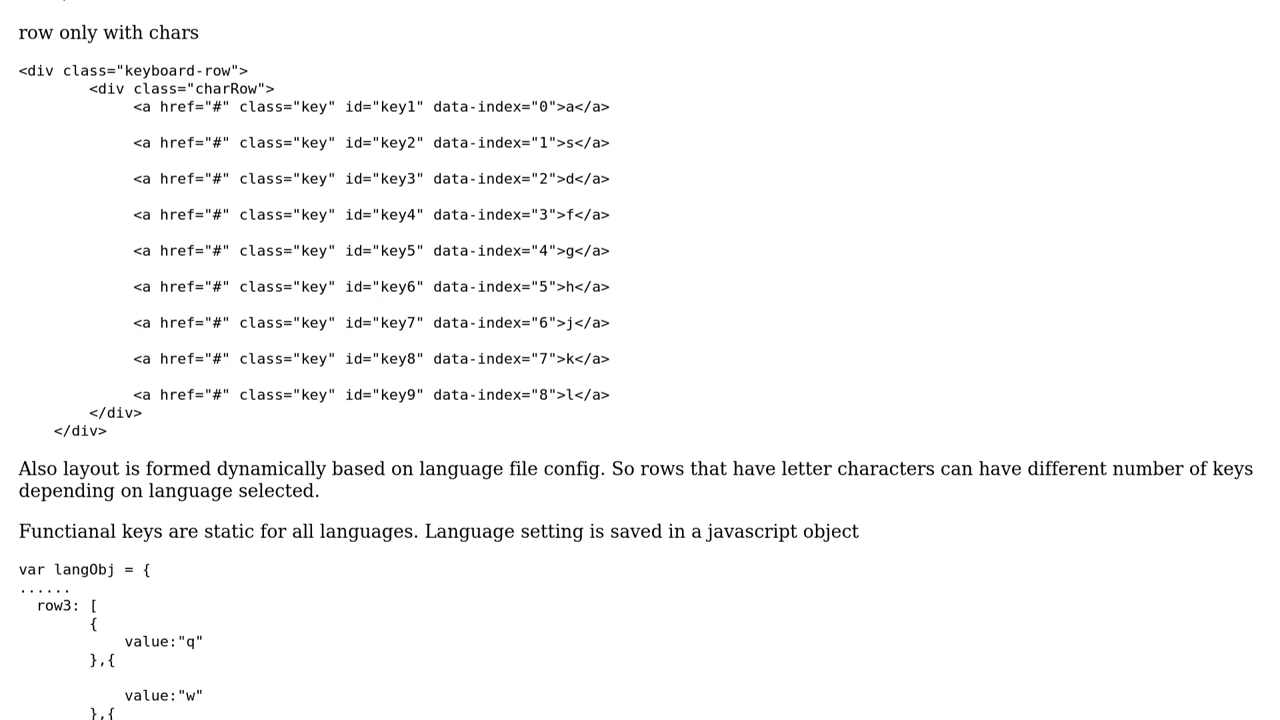 row only with chars
<div class="keyboard-row">
        <div class="charRow">
             <a href="#" class="key" id="key1" data-index="0">a</a>
             <a href="#" class="key" id="key2" data-index="1">s</a>
             <a href="#" class="key" id="key3" data-index="2">d</a>
             <a href="#" class="key" id="key4" data-index="3">f</a>
             <a href="#" class="key" id="key5" data-index="4">g</a>
             <a href="#" class="key" id="key6" data-index="5">h</a>
             <a href="#" class="key" id="key7" data-index="6">j</a>
             <a href="#" class="key" id="key8" data-index="7">k</a>
             <a href="#" class="key" id="key9" data-index="8">l</a>
        </div>
    </div>
Also layout is formed dynamically based on language file config. So rows that have letter characters can have different number of keys
depending on language selected.
Functianal keys are static for all languages. Language setting is saved in a javascript object
var langObj = {
......
  row3: [
        {
            value:"q"
        },{
            value:"w"
        },{